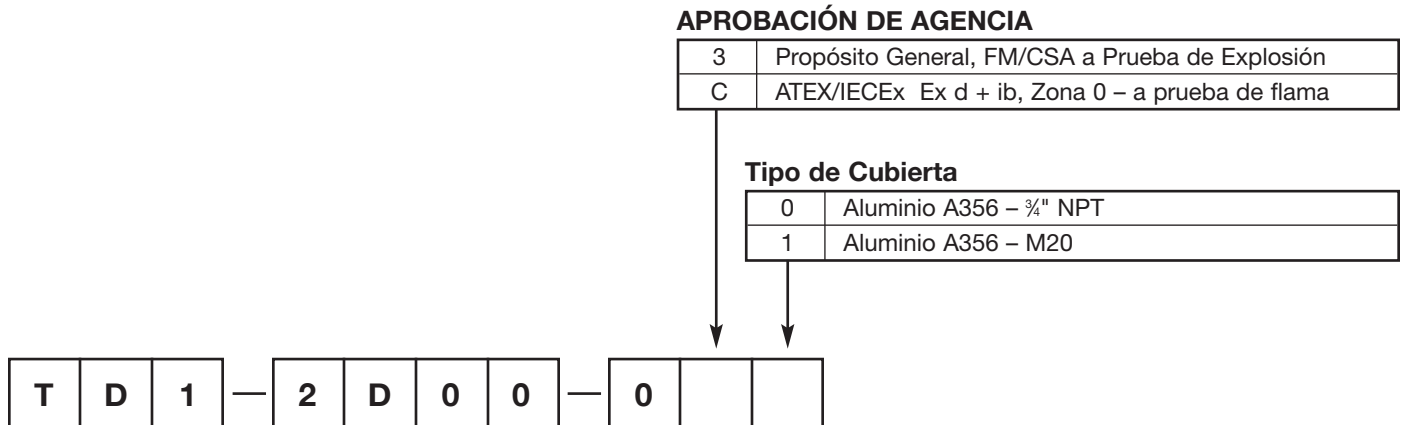 APROBACIÓN DE AGENCIA
3 Propósito General, FM/CSA a Prueba de Explosión
C ATEX/IECEx Ex d + ib, Zona 0 – a prueba de flama
Tipo de Cubierta
0 Aluminio A356 – ¾" NPT
1 Aluminio A356 – M20
T D 1 — 2 D 0 0 — 0